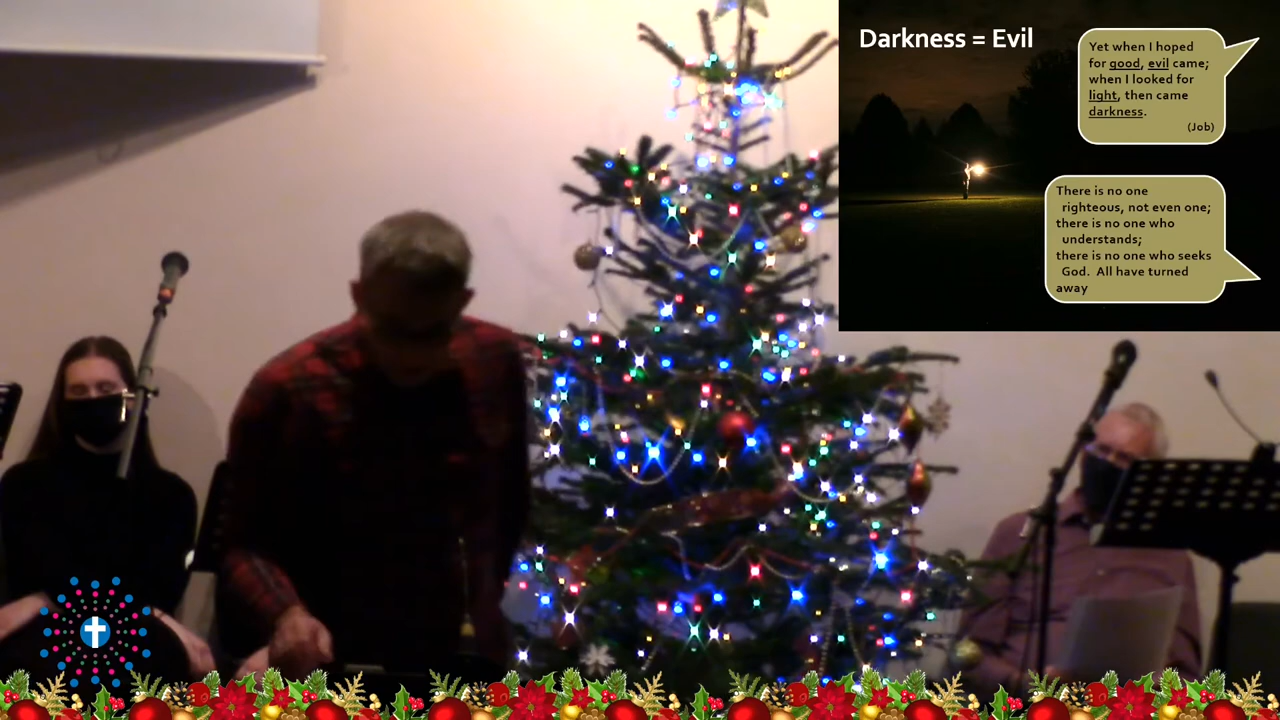 Darkness = Evil
Yet when I hoped
for good, evil came;
when I looked for
light, then came
darkness.
(Job)
There is no one
righteous, not even one;
there is no one who
understands;
there is no one who seeks
God. All have turned
away